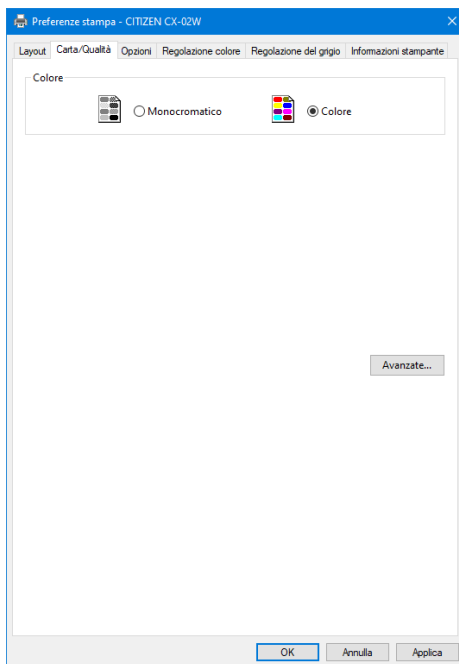 Preferenze stampa - CITIZEN CX-02W
Layout Carta/Qualità Opzioni Regolazione colore Regolazione del grigio Informazioni stampante
Colore
Monocromatico Colore
Avanzate...
OK Annulla Applica